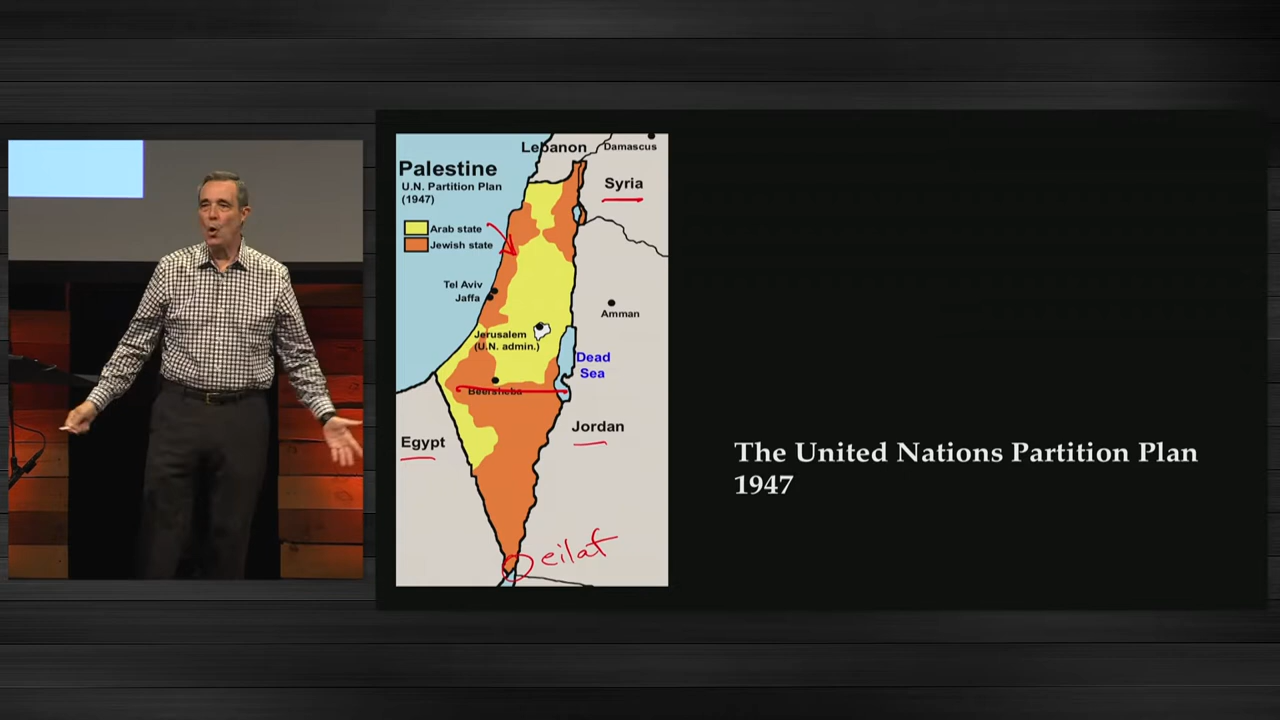 Lebanon
Damascus
Palestine
U.N. Partition Plan
(1947)
Syria
Arab state
Jewish state
Tel Aviv
Jaffa
Amman
Jerusalem
(U.N. admin.)
Dead
Sea
Beersheba
Jordan
Egypt
eilat
The United Nations Partition Plan
1947